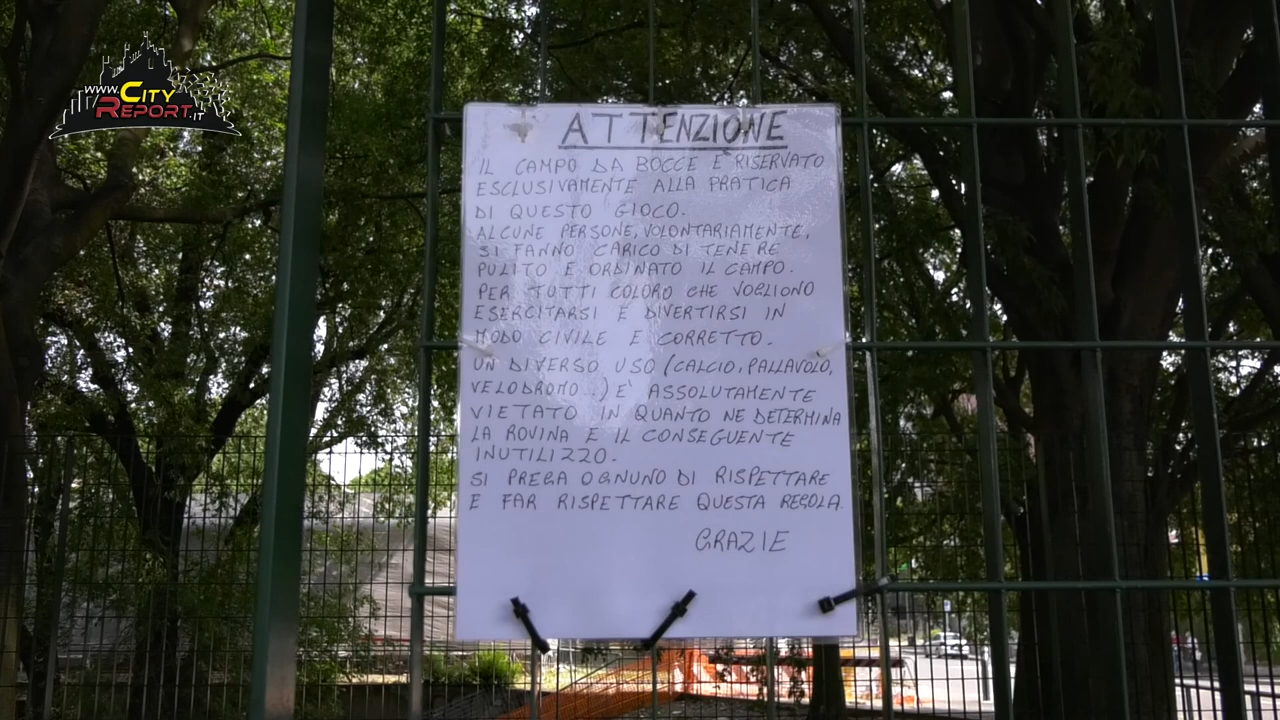 www.CITY
REPORT.IT
ATTENZIONE
IL CAMPO DA BOCCE È RISERVATO
ESCLUSIVAMENTE ALLA PRATICA
DI QUESTO GIOCO.
ALCUNE PERSONE, VOLONTARIAMENTE,
SI FANNO CARICO DI TENERE
PULITO E ORDINATO IL CAMPO.
PER TUTTI COLORO CHE VOGLIONO
ESERCITARSI E DIVERTIRSI IN
MODO CIVILE E CORRETTO.
UN DIVERSO USO (CALCIO, PALLAVOLO,
VELODROMO...) E' ASSOLUTAMENTE
VIETATO IN QUANTO NE DETERMINA
LA ROVINA E IL CONSEGUENTE
INUTILIZZO.
SI PREGA OGNUNO DI RISPETTARE
E FAR RISPETTARE QUESTA REGOLA.
GRAZIE